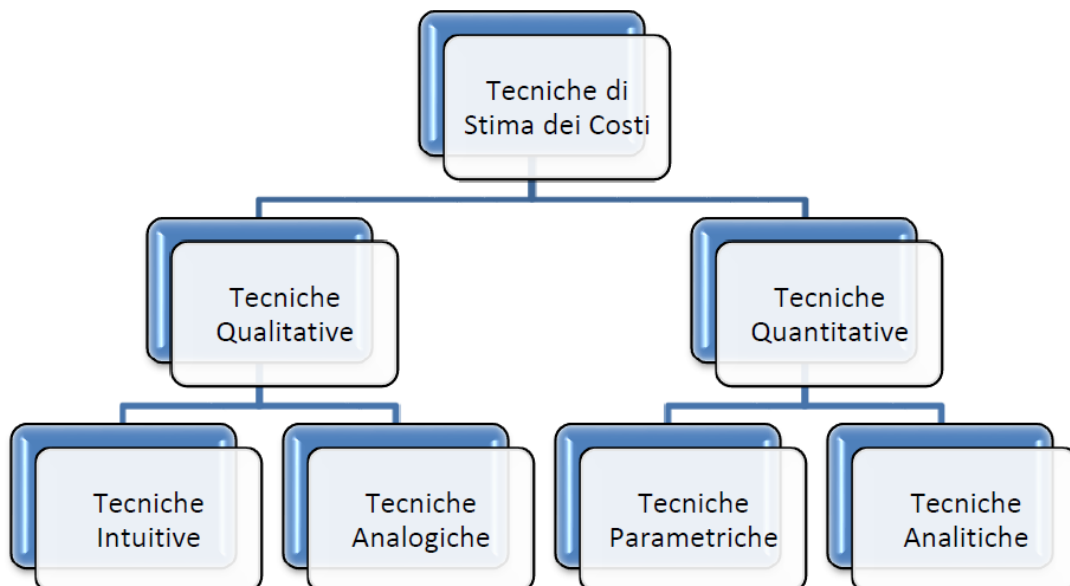 Tecniche di
Stima dei Costi
Tecniche
Qualitative
Tecniche
Quantitative
Tecniche
Intuitive
Tecniche
Analogiche
Tecniche
Parametriche
Tecniche
Analitiche